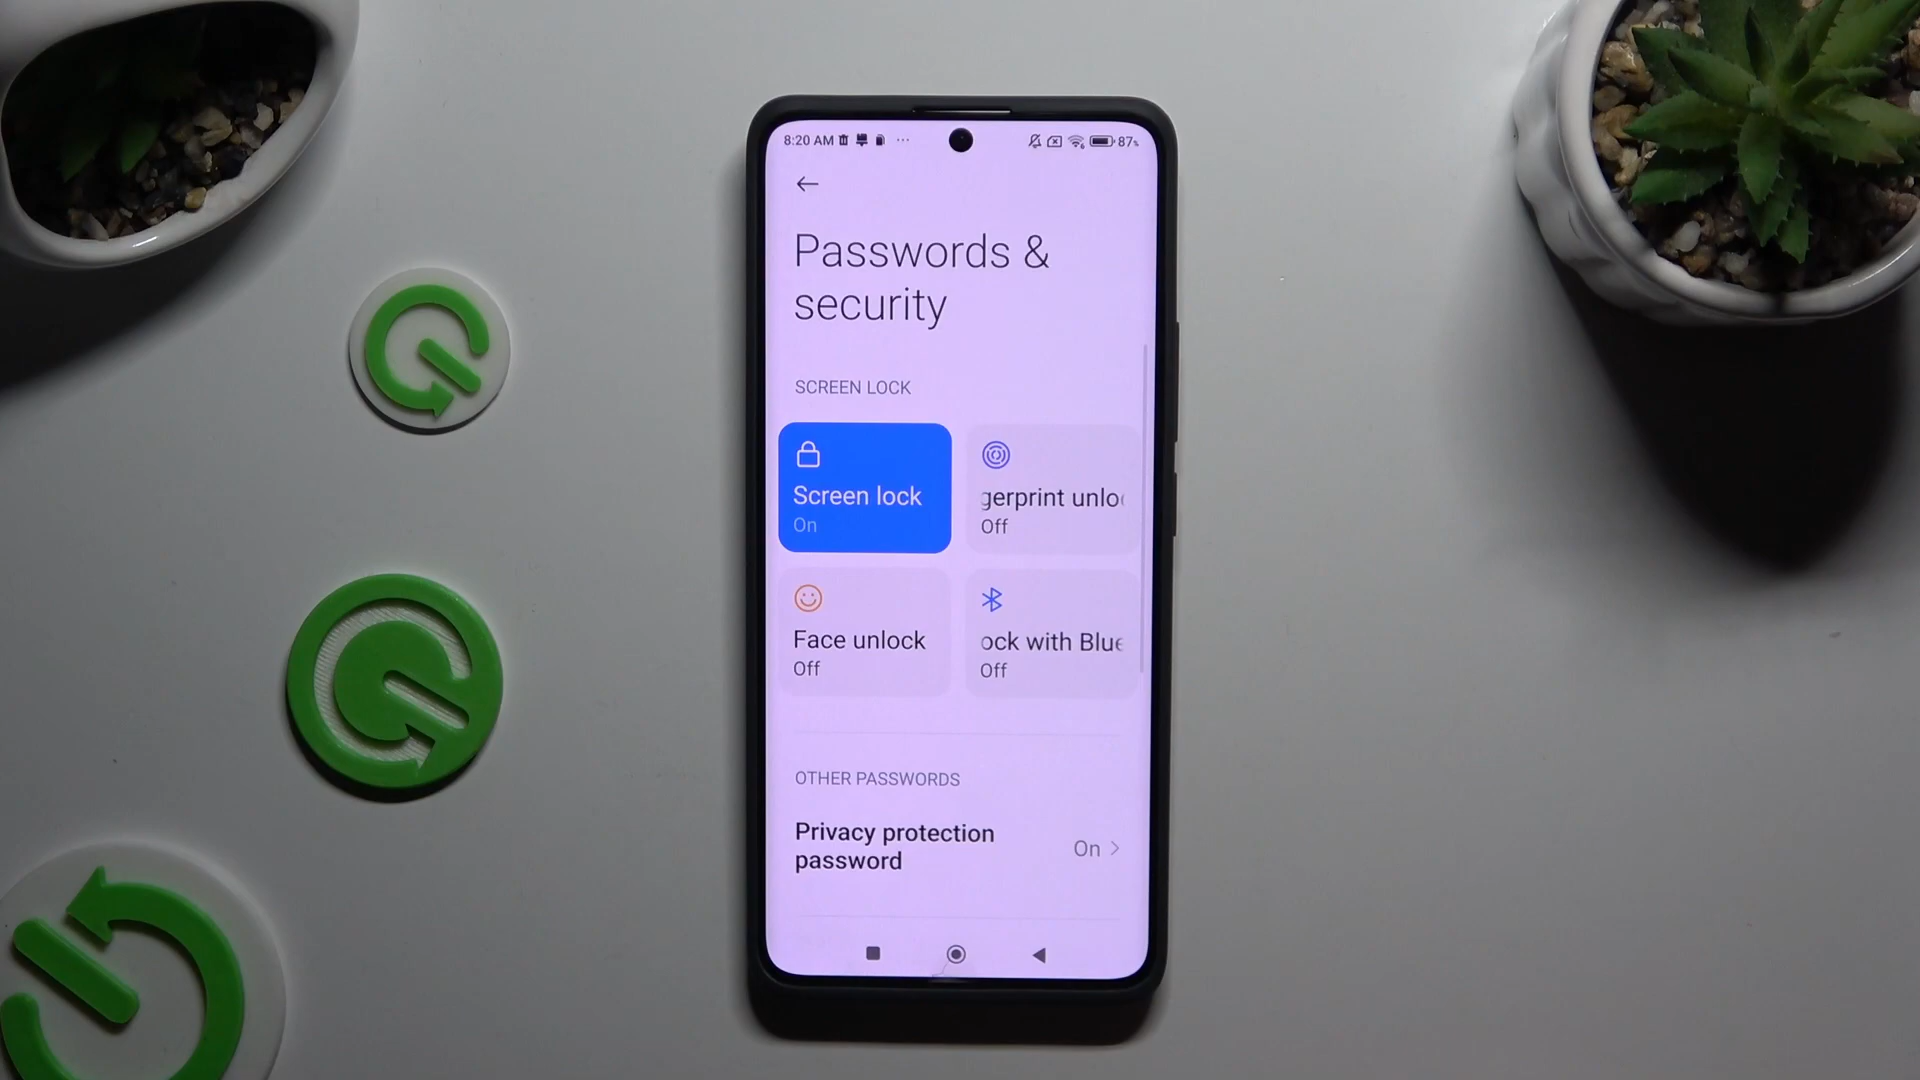 8:20 AM ... 87%
Passwords &
security
SCREEN LOCK
Screen lock
On
gerprint unlo
Off
Face unlock
Off
ock with Blue
Off
OTHER PASSWORDS
Privacy protection
password
On